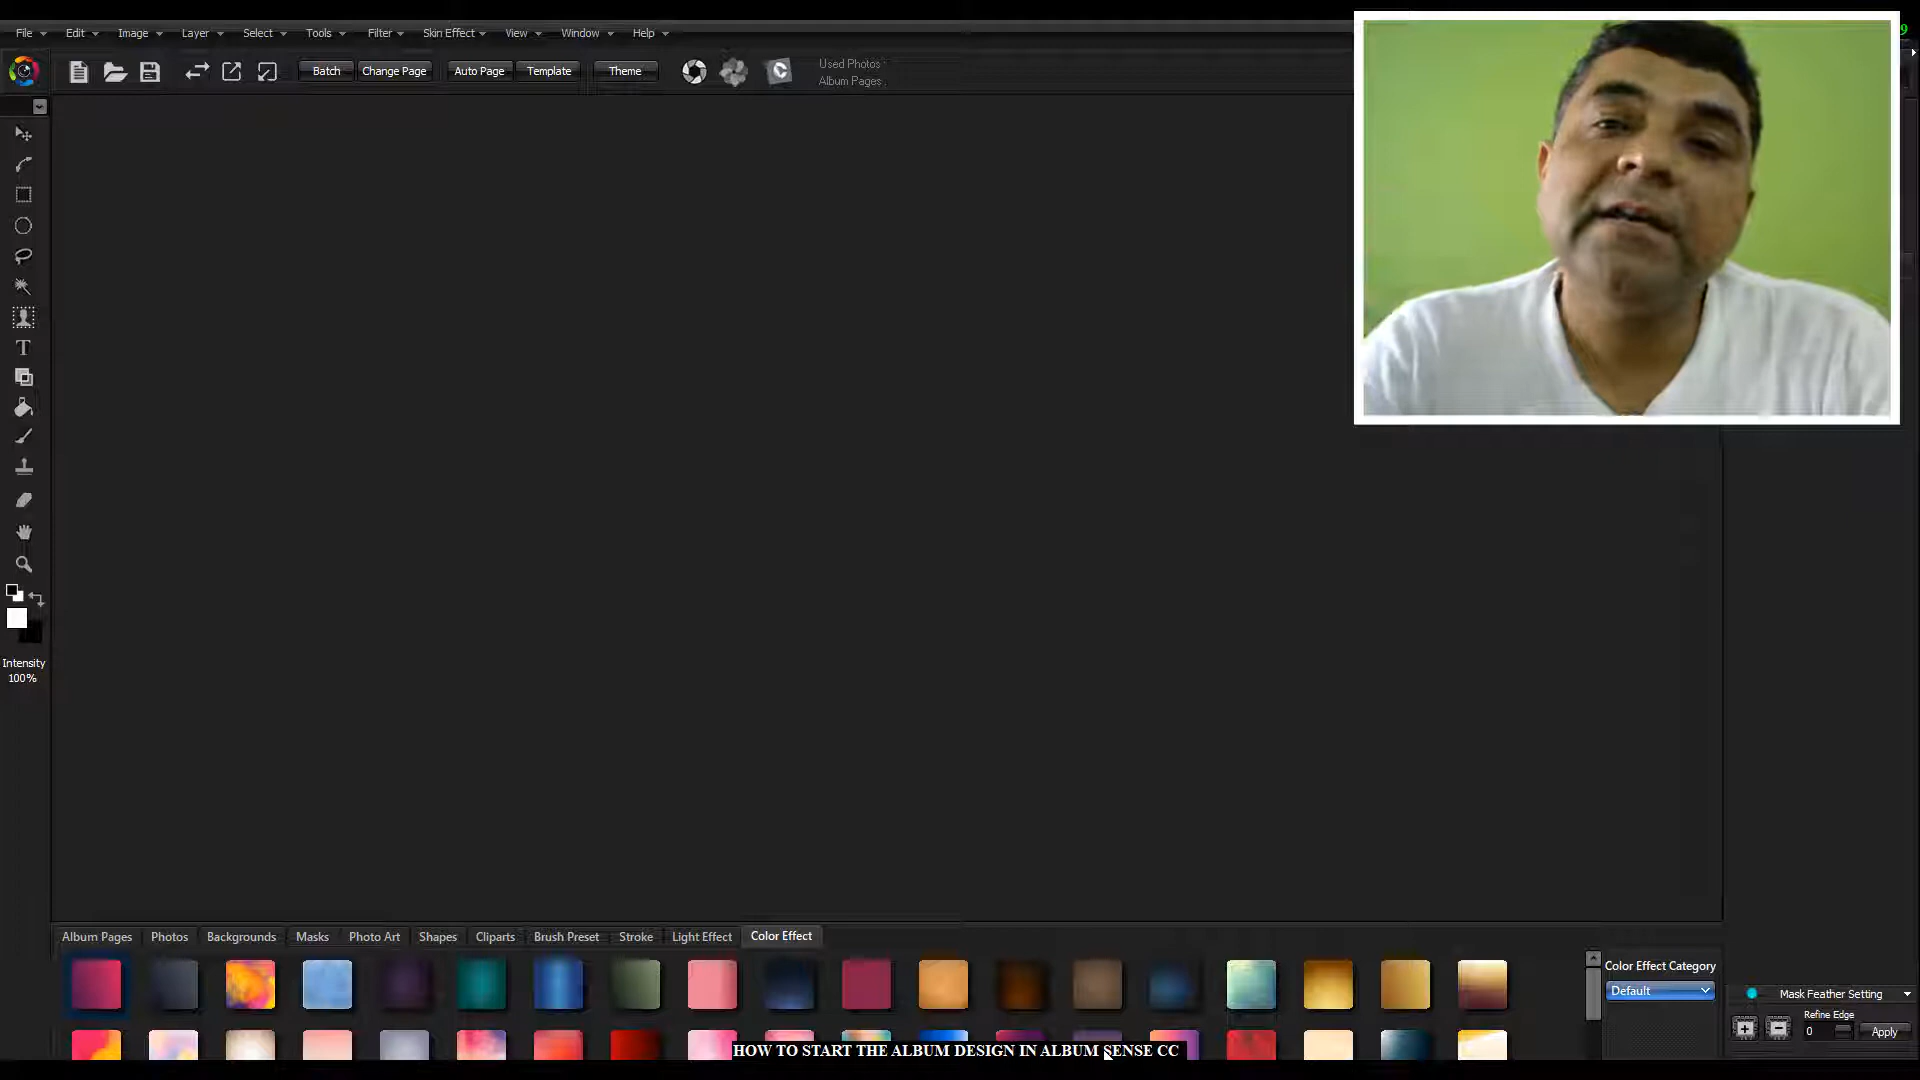 File Edit Image Layer Select Tools Filter Skin Effect View Window Help
9
Batch Change Page Auto Page Template Theme
Used Photos
Album Pages .
T
Intensity
100%
Album Pages Photos Backgrounds Masks Photo Art Shapes Cliparts Brush Preset Stroke Light Effect Color Effect
Color Effect Category
Default
Mask Feather Setting
Refine Edge
0 Apply
HOW TO START THE ALBUM DESIGN IN ALBUM SENSE CC